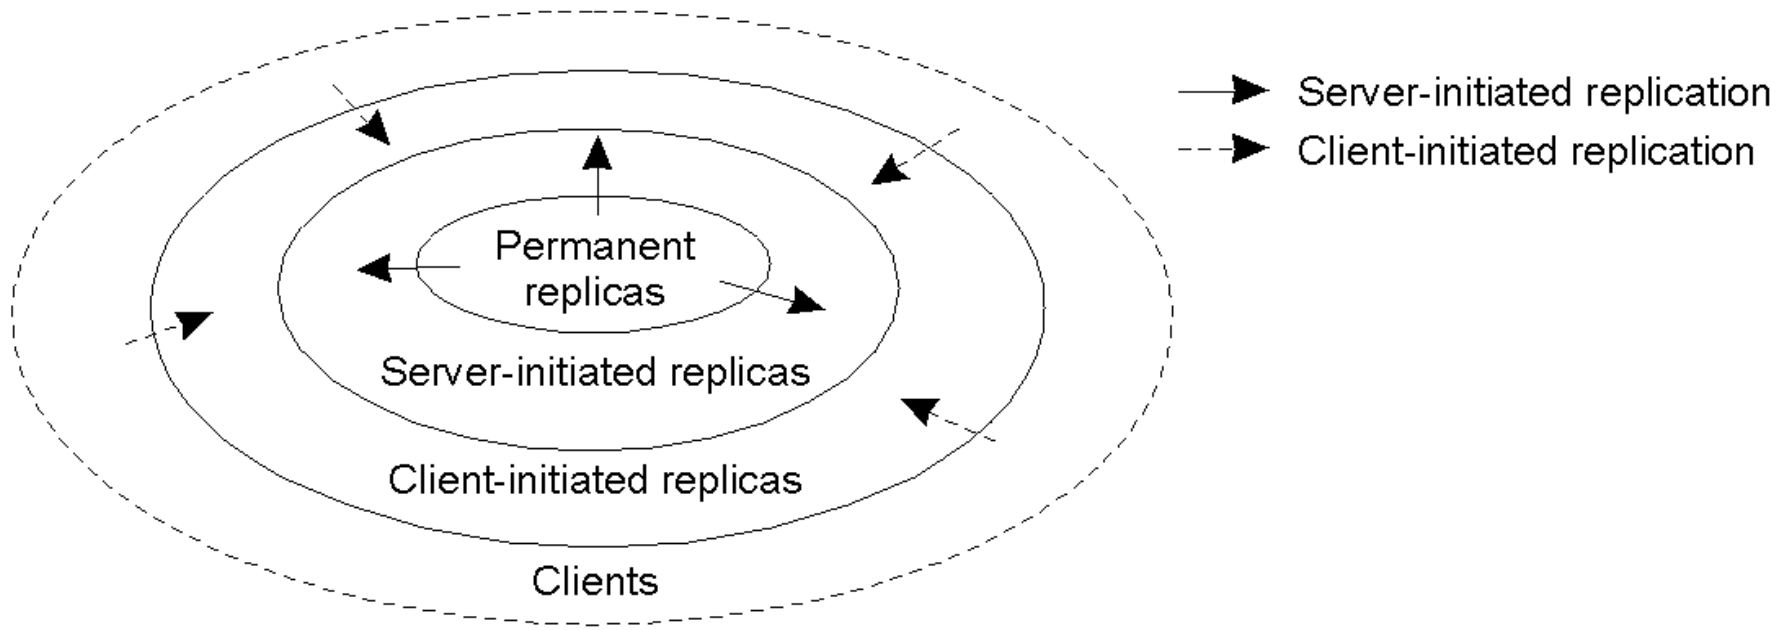 Server-initiated replication
Client-initiated replication
Permanent
replicas
Server-initiated replicas
Client-initiated replicas
Clients